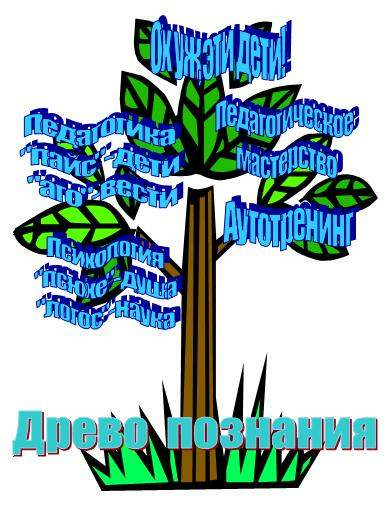 Ох уж эти дети!
Педагогика
"пайс"-дети
"аго"-вести
Педагогическое
мастерство
Аутотренинг
Психология
"псюхе"-душа
"логос"-наука
Древо познания